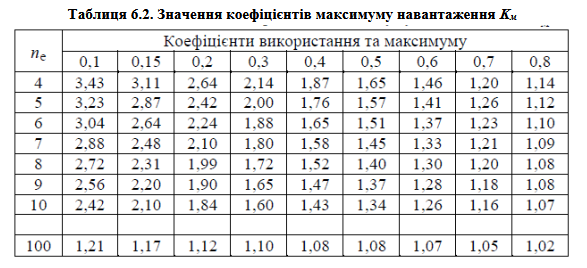 Таблиця 6.2. Значення коефіцієнтів максимуму навантаження Kм
nе Коефіцієнти використання та максимуму
0,1 0,15 0,2 0,3 0,4 0,5 0,6 0,7 0,8
4 3,43 3,11 2,64 2,14 1,87 1,65 1,46 1,20 1,14
5 3,23 2,87 2,42 2,00 1,76 1,57 1,41 1,26 1,12
6 3,04 2,64 2,24 1,88 1,65 1,51 1,37 1,23 1,10
7 2,88 2,48 2,10 1,80 1,58 1,45 1,33 1,21 1,09
8 2,72 2,31 1,99 1,72 1,52 1,40 1,30 1,20 1,08
9 2,56 2,20 1,90 1,65 1,47 1,37 1,28 1,18 1,08
10 2,42 2,10 1,84 1,60 1,43 1,34 1,26 1,16 1,07
100 1,21 1,17 1,12 1,10 1,08 1,08 1,07 1,05 1,02